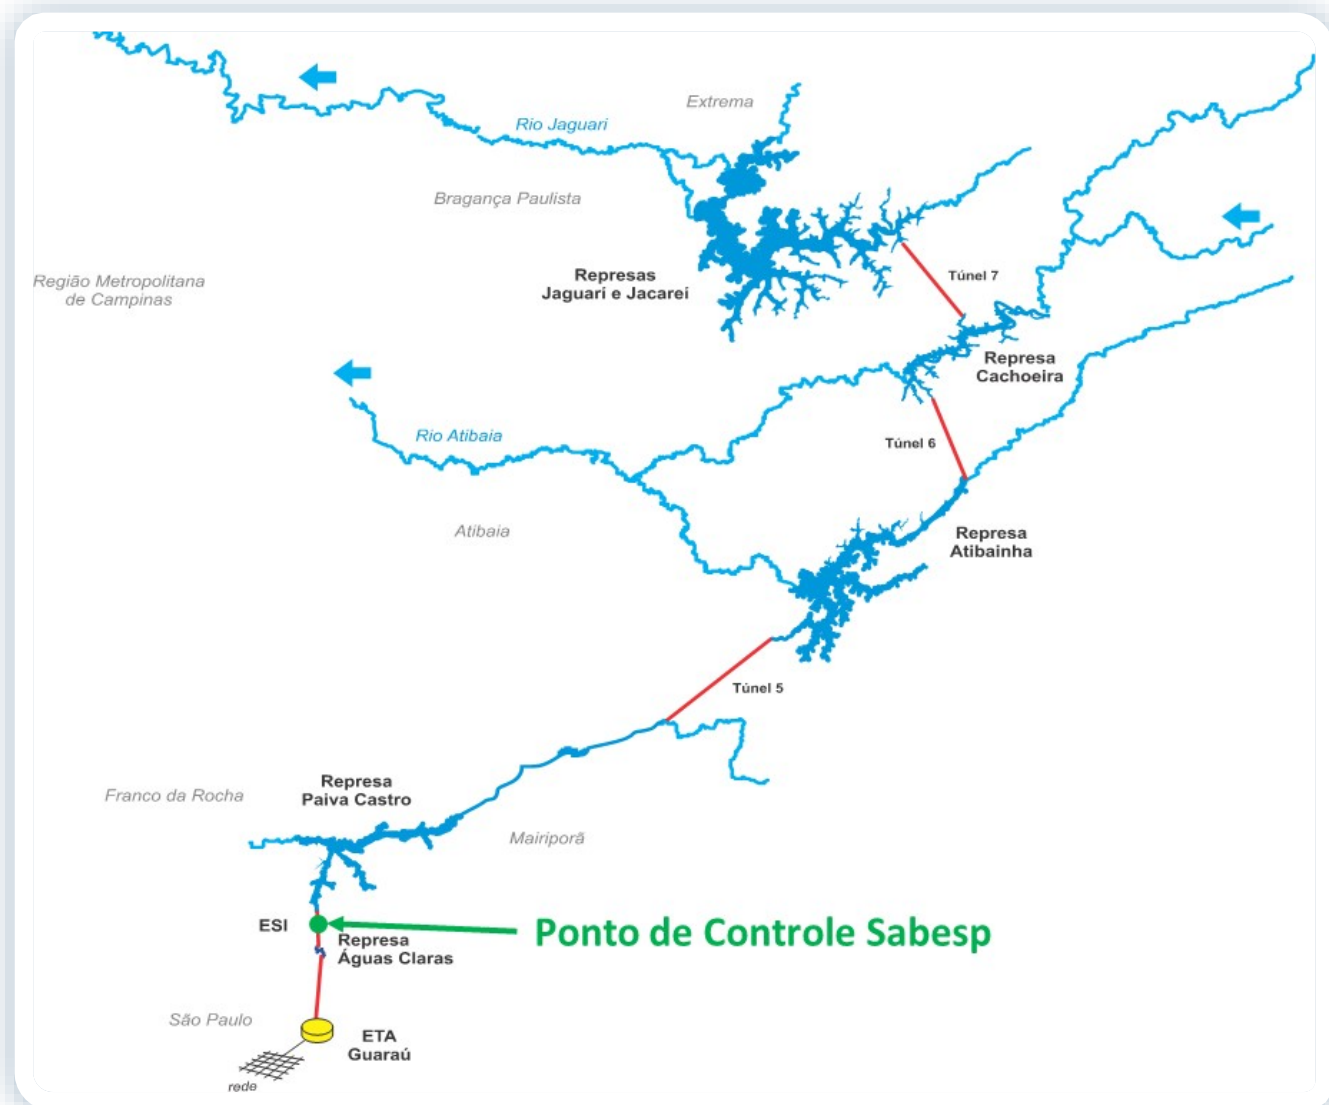 Extrema
Rio Jaguari
Bragança Paulista
Região Metropolitana
de Campinas
Represas
Jaguari e Jacareí
Túnel 7
Represa
Cachoeira
Rio Atibaia
Túnel 6
Atibaia
Represa
Atibainha
Túnel 5
Represa
Paiva Castro
Franco da Rocha
Mairiporã
ESI
Ponto de Controle Sabesp
Represa
Águas Claras
São Paulo
ETA
Guaraú
rede